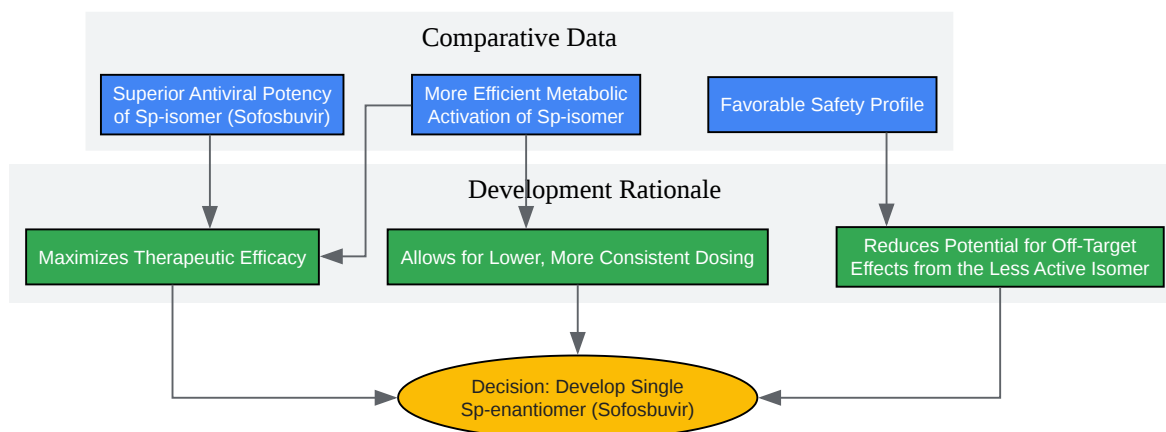 Comparative Data
Superior Antiviral Potency
of Sp-isomer (Sofosbuvir)
More Efficient Metabolic
Activation of Sp-isomer
Favorable Safety Profile
Development Rationale
Maximizes Therapeutic Efficacy
Allows for Lower, More Consistent Dosing
Reduces Potential for Off-Target
Effects from the Less Active Isomer
Decision: Develop Single
Sp-enantiomer (Sofosbuvir)